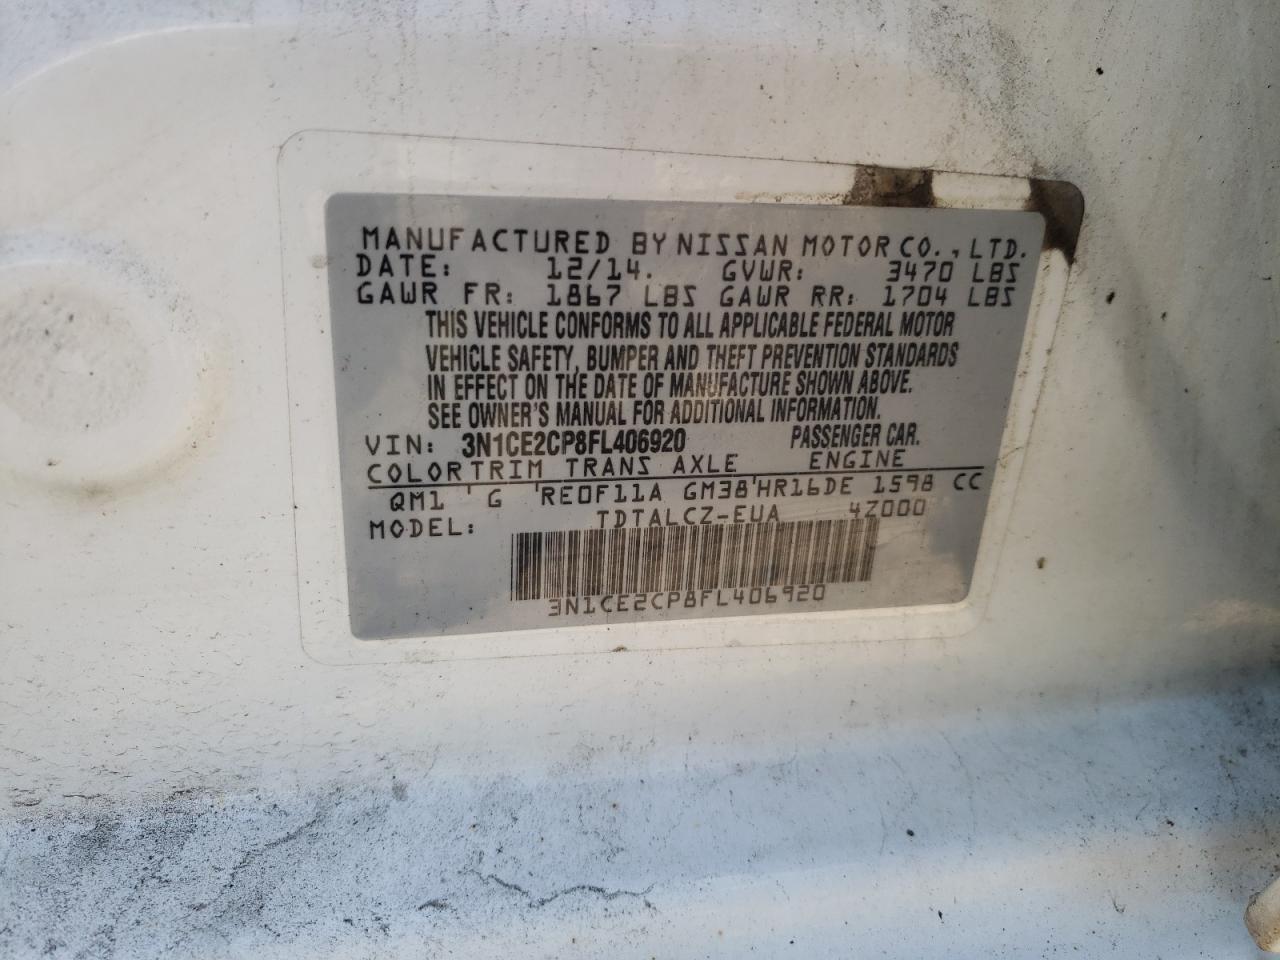 MANUFACTURED BY NISSAN MOTOR CO., LTD.
DATE: 12/14. GVWR: 3470 LBS
GAWR FR: 1867 LBS GAWR RR: 1704 LBS
THIS VEHICLE CONFORMS TO ALL APPLICABLE FEDERAL MOTOR
VEHICLE SAFETY, BUMPER AND THEFT PREVENTION STANDARDS
IN EFFECT ON THE DATE OF MANUFACTURE SHOWN ABOVE.
SEE OWNER'S MANUAL FOR ADDITIONAL INFORMATION.
VIN: 3N1CE2CP8FL406920 PASSENGER CAR.
COLOR TRIM TRANS AXLE ENGINE
QM1 ' G ' RE0F11A GM38 ' HR16DE 1598 CC
MODEL: TDTALCZ-EUA 4Z000
3N1CE2CP8FL406920